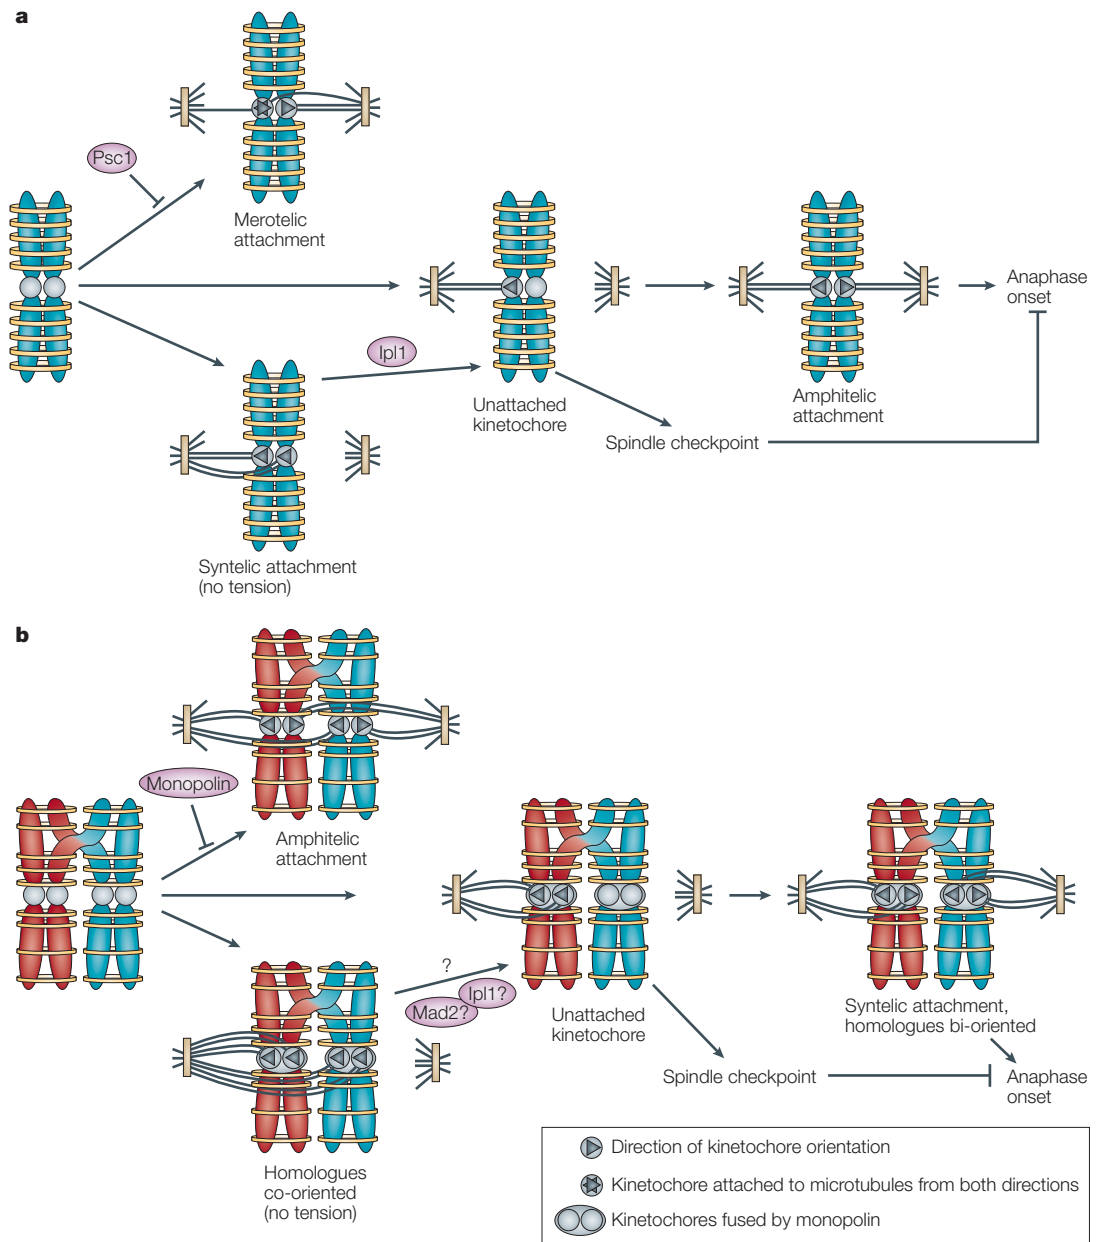 a
Psc1
Merotelic
attachment
Anaphase
onset
Ipl1
Unattached
kinetochore
Amphitelic
attachment
Spindle checkpoint
Syntelic attachment
(no tension)
b
Monopolin
Amphitelic
attachment
?
Ipl1?
Mad2?
Unattached
kinetochore
Syntelic attachment,
homologues bi-oriented
Spindle checkpoint
Anaphase
onset
Homologues
co-oriented
(no tension)
Direction of kinetochore orientation
Kinetochore attached to microtubules from both directions
Kinetochores fused by monopolin